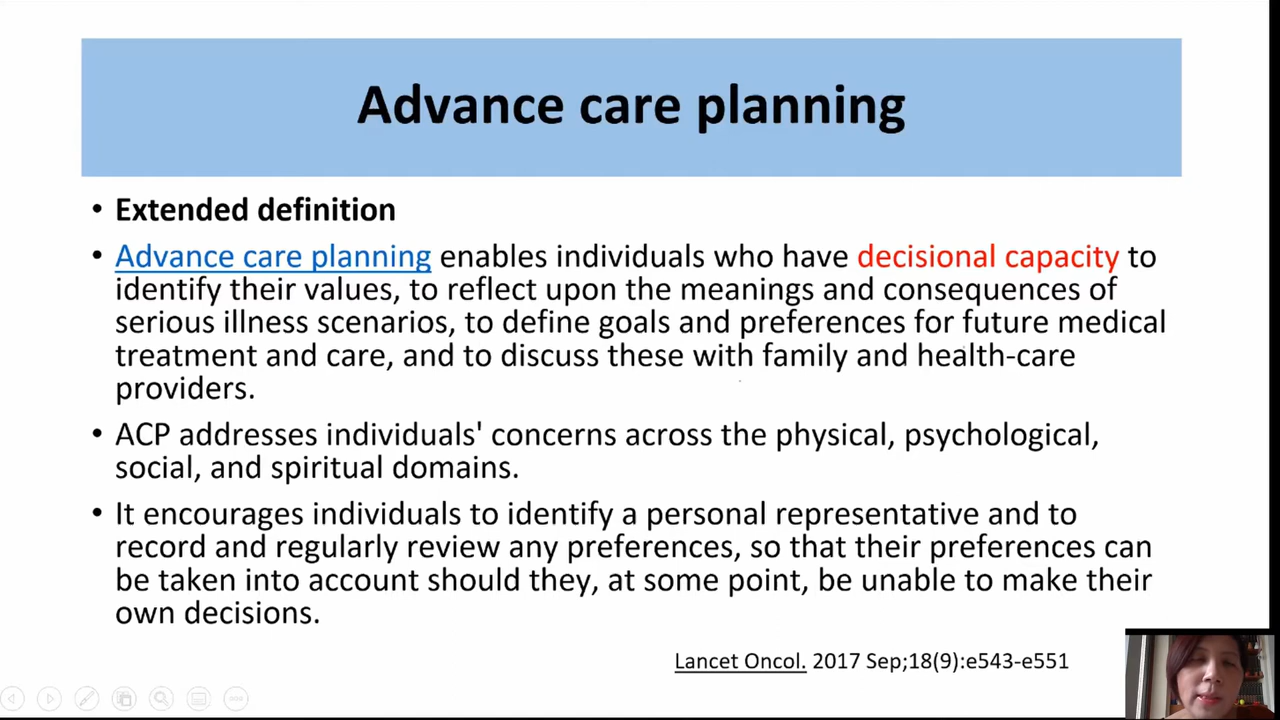 Advance care planning
• Extended definition
• Advance care planning enables individuals who have decisional capacity to
identify their values, to reflect upon the meanings and consequences of
serious illness scenarios, to define goals and preferences for future medical
treatment and care, and to discuss these with family and health-care
providers.
• ACP addresses individuals' concerns across the physical, psychological,
social, and spiritual domains.
• It encourages individuals to identify a personal representative and to
record and regularly review any preferences, so that their preferences can
be taken into account should they, at some point, be unable to make their
own decisions.
Lancet Oncol. 2017 Sep;18(9):e543-e551